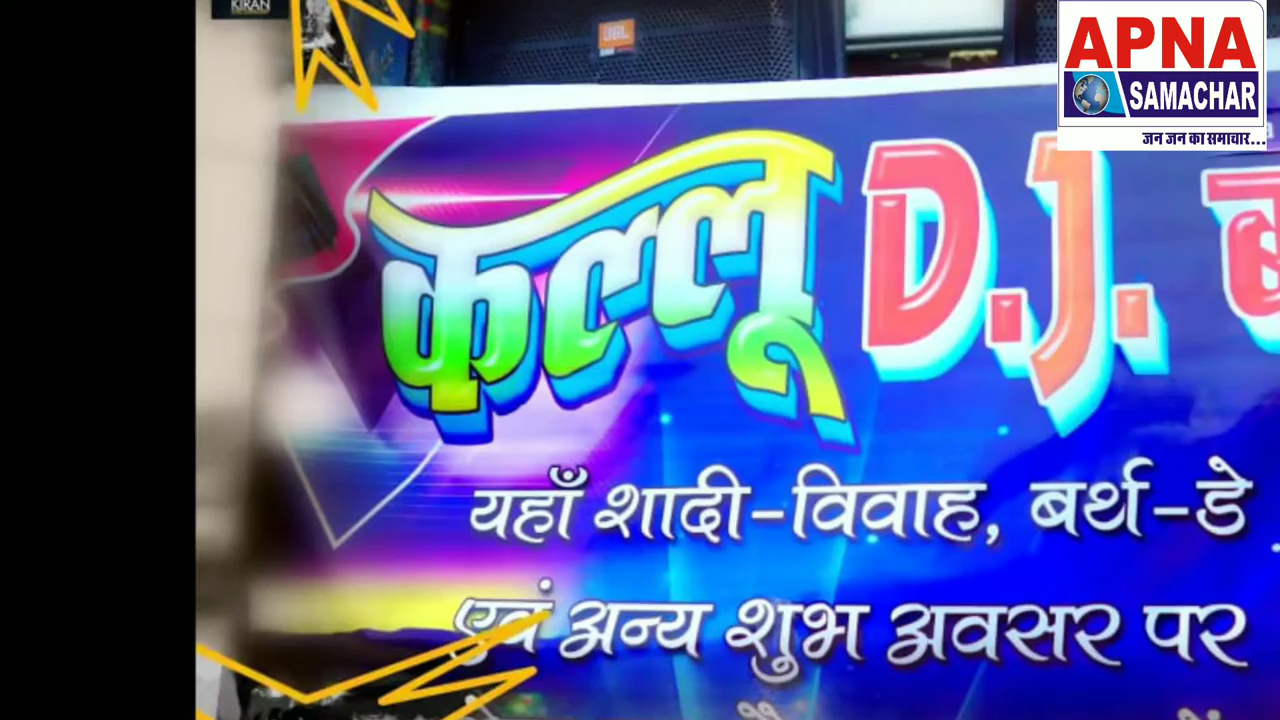 KIRAN
JBL
APNA
SAMACHAR
जन जन का समाचार...
कल्लू D.J.
यहाँ शादी-विवाह, बर्थ-डे
एवं अन्य शुभ अवसर पर